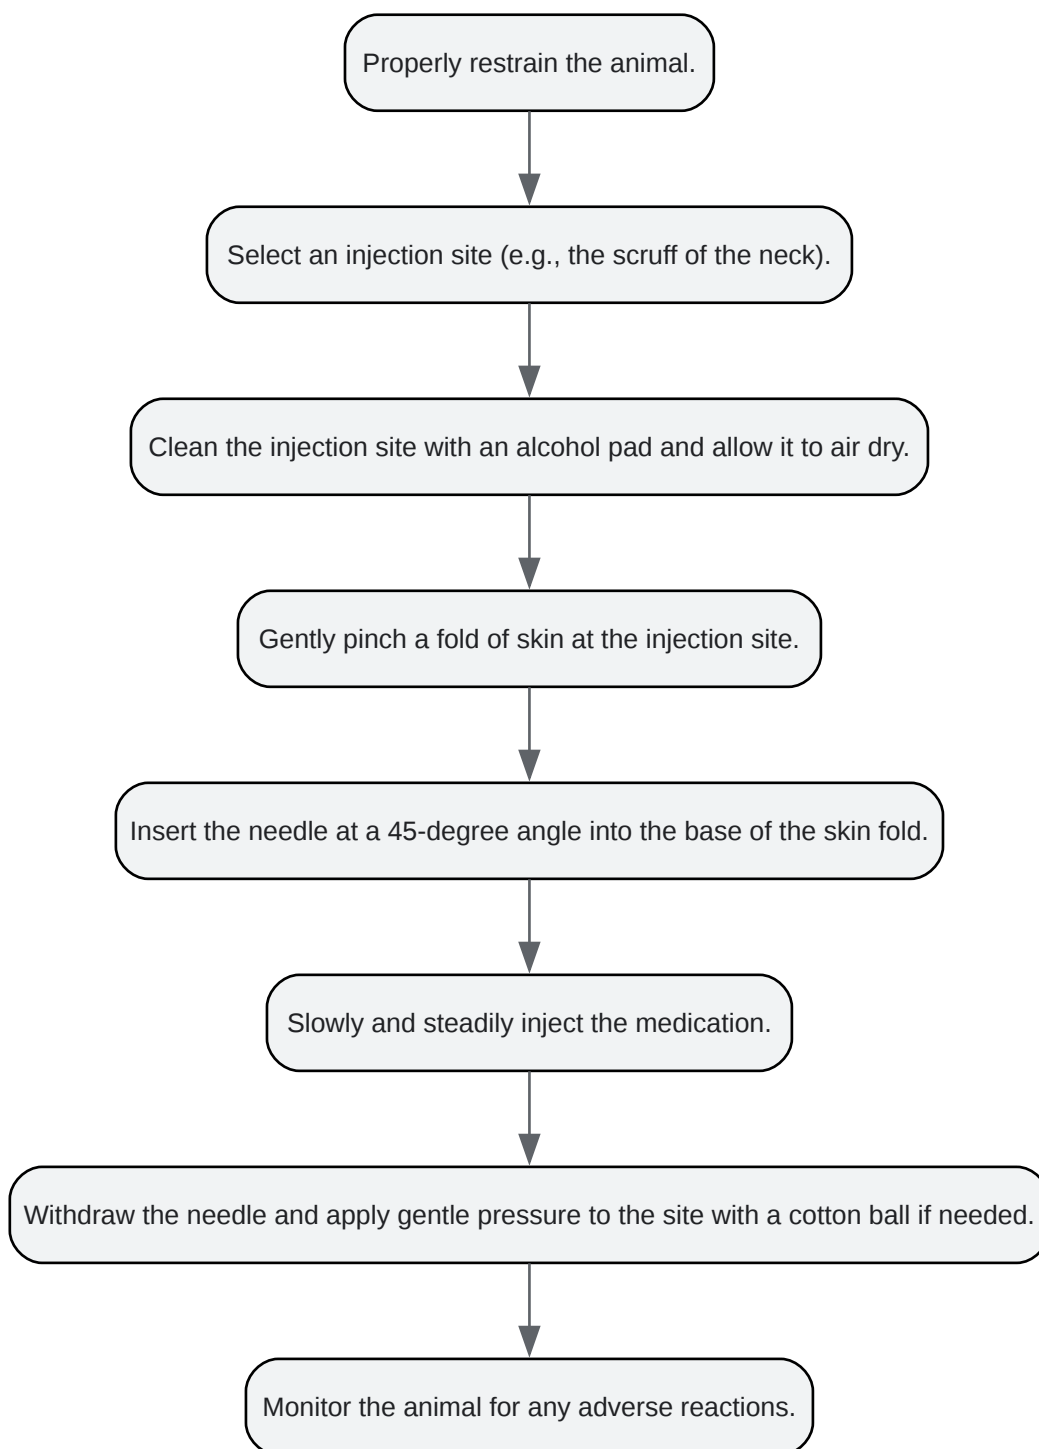 Properly restrain the animal.
Select an injection site (e.g., the scruff of the neck).
Clean the injection site with an alcohol pad and allow it to air dry.
Gently pinch a fold of skin at the injection site.
Insert the needle at a 45-degree angle into the base of the skin fold.
Slowly and steadily inject the medication.
Withdraw the needle and apply gentle pressure to the site with a cotton ball if needed.
Monitor the animal for any adverse reactions.